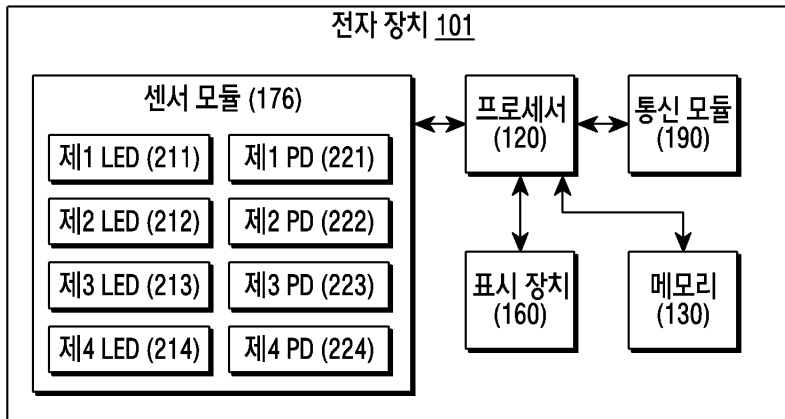 전자 장치 101
센서 모듈 (176)
제1 LED (211)
제1 PD (221)
제2 LED (212)
제2 PD (222)
제3 LED (213)
제3 PD (223)
제4 LED (214)
제4 PD (224)
프로세서
(120)
통신 모듈
(190)
표시 장치
(160)
메모리
(130)